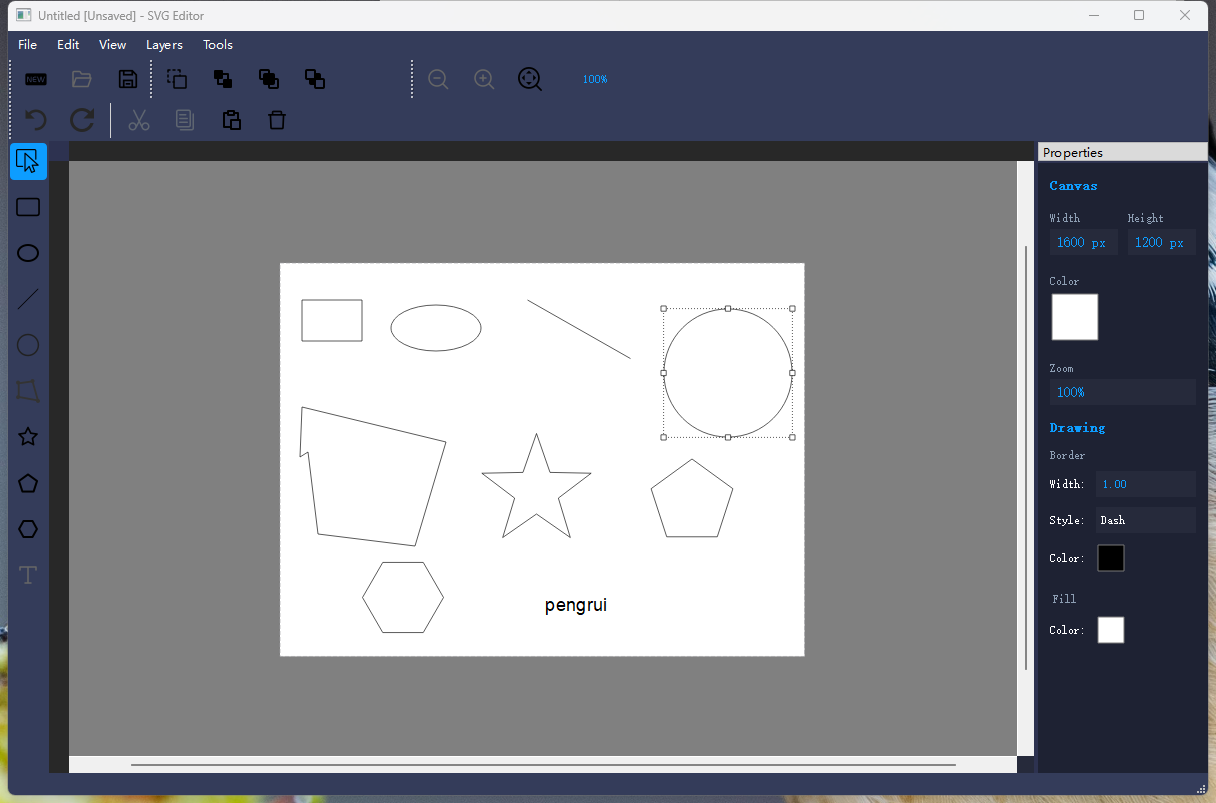 Untitled [Unsaved] - SVG Editor
File Edit View Layers Tools
NEW
100%
Properties
Canvas
Width Height
1600 px 1200 px
Color
Zoom
100%
Drawing
Border
Width: 1.00
Style: Dash
Color:
Fill
Color:
T
pengrui